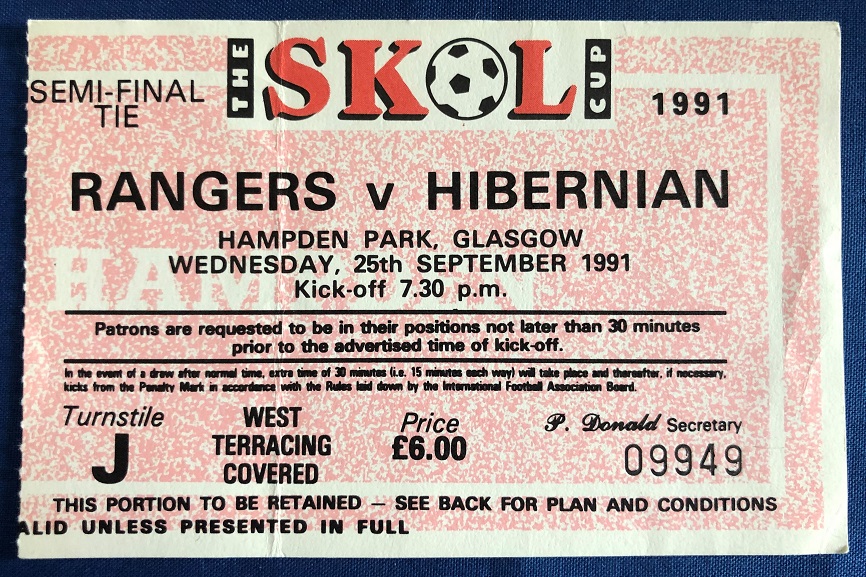 THE SKOL CUP
SEMI-FINAL
TIE
1991
RANGERS v HIBERNIAN
HAMPDEN PARK, GLASGOW
WEDNESDAY, 25th SEPTEMBER 1991
Kick-off 7.30 p.m.
HAM
Patrons are requested to be in their positions not later than 30 minutes
prior to the advertised time of kick-off.
In the event of a draw after normal time, extra time of 30 minutes (i.e. 15 minutes each way) will take place and thereafter, if necessary,
kicks from the Penalty Mark in accordance with the Rules laid down by the International Football Association Board.
Turnstile
J
WEST
TERRACING
COVERED
Price
£6.00
P. Donald Secretary
09949
THIS PORTION TO BE RETAINED – SEE BACK FOR PLAN AND CONDITIONS
ALID UNLESS PRESENTED IN FULL